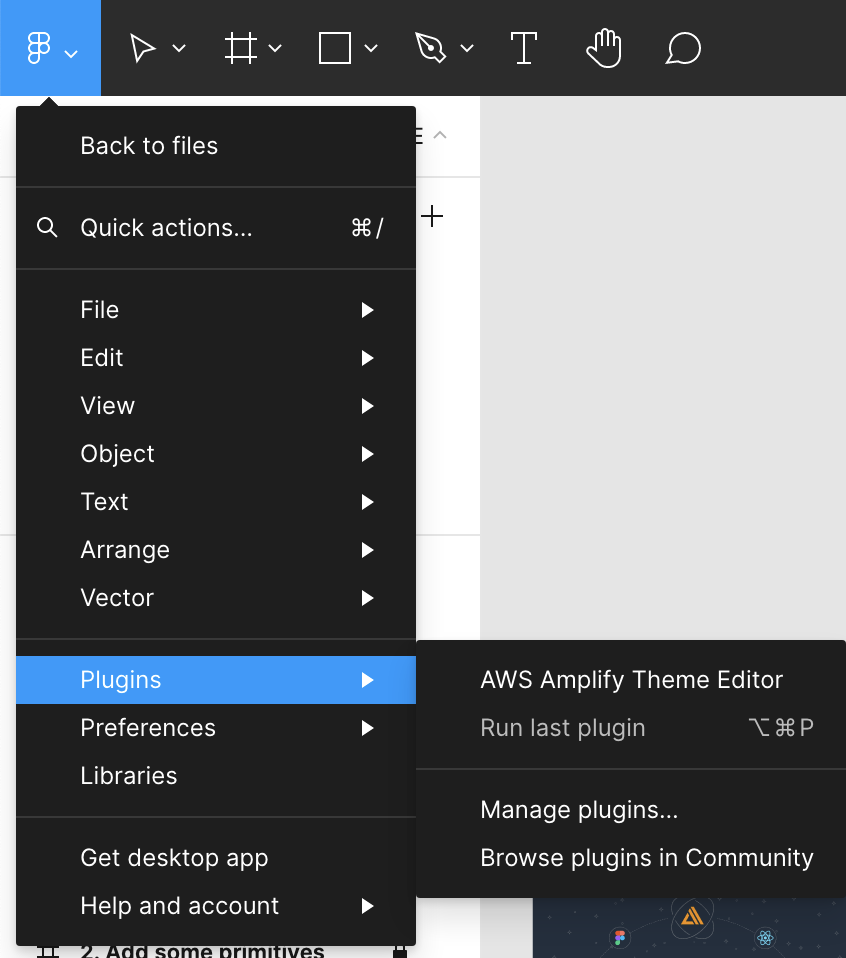 E
Back to files
Quick actions... ⌘/
File
Edit
View
Object
Text
Arrange
Vector
Plugins
Preferences
Libraries
Get desktop app
Help and account
AWS Amplify Theme Editor
Run last plugin ⌥⌘P
Manage plugins...
Browse plugins in Community
2. Add some primitives